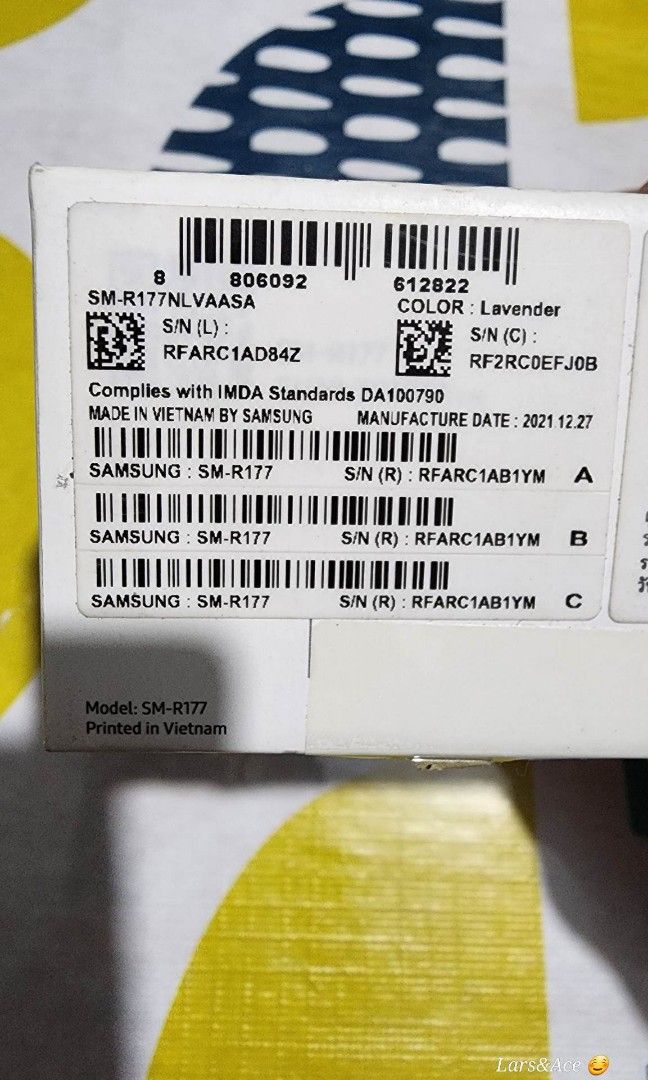 8 806092 612822
SM-R177NLVAASA
COLOR : Lavender
S/N (L) :
RFARC1AD84Z
S/N (C) :
RF2RC0EFJ0B
Complies with IMDA Standards DA100790
MADE IN VIETNAM BY SAMSUNG MANUFACTURE DATE : 2021.12.27
SAMSUNG : SM-R177 S/N (R) : RFARC1AB1YM A
SAMSUNG : SM-R177 S/N (R) : RFARC1AB1YM B
SAMSUNG : SM-R177 S/N (R) : RFARC1AB1YM C
Model: SM-R177
Printed in Vietnam
Lars&Ace 😊